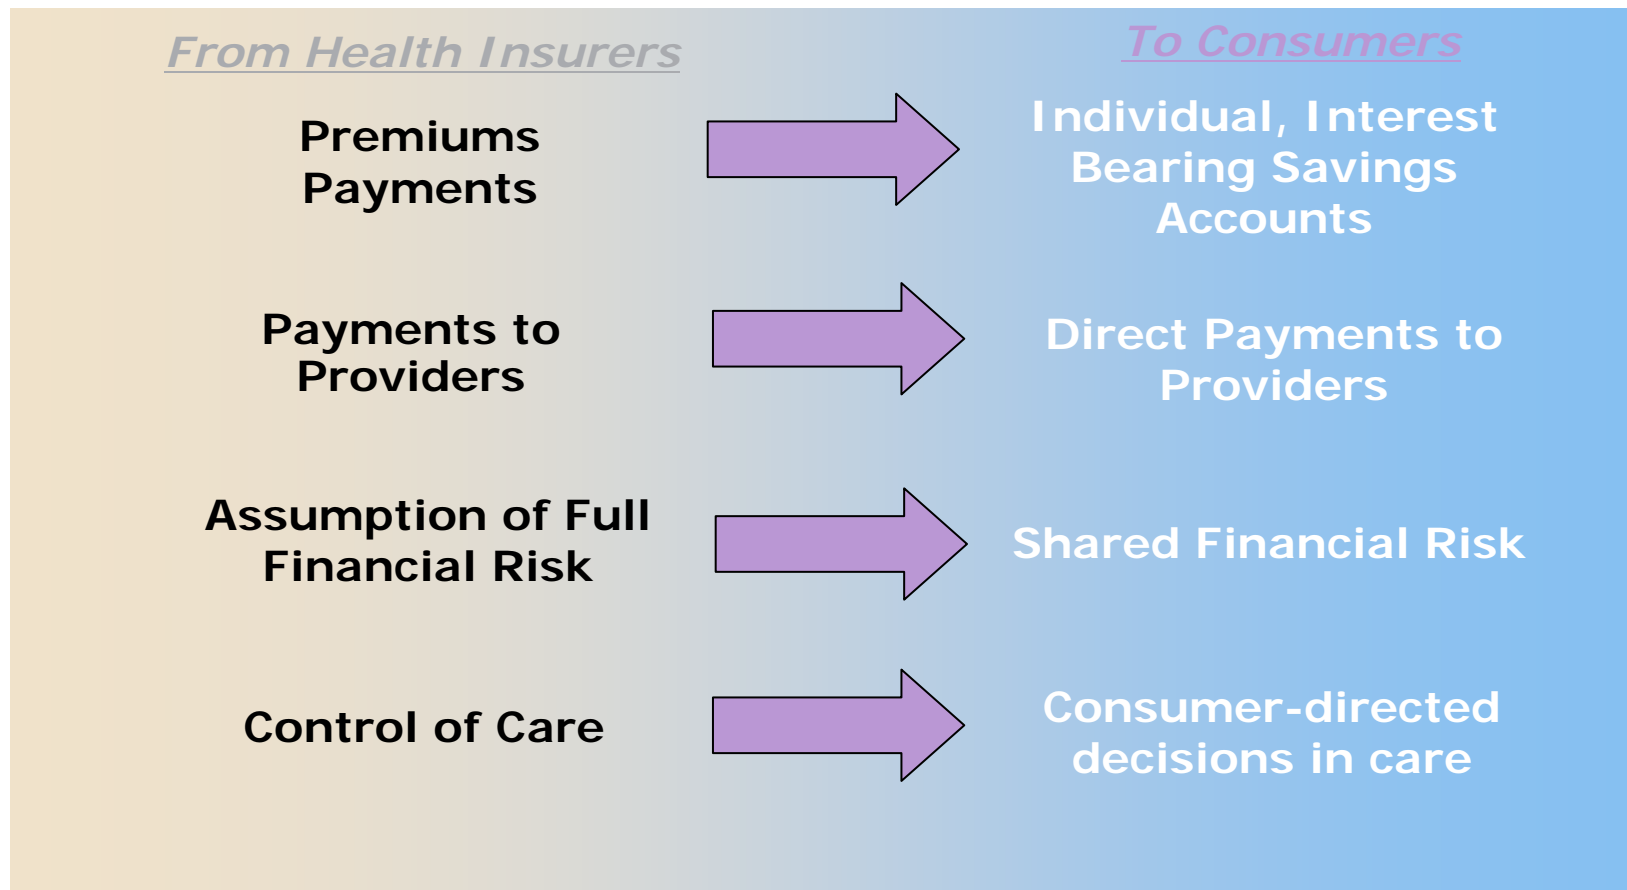 From Health Insurers
To Consumers
Premiums
Payments
Individual, Interest
Bearing Savings
Accounts
Payments to
Providers
Direct Payments to
Providers
Assumption of Full
Financial Risk
Shared Financial Risk
Control of Care
Consumer-directed
decisions in care